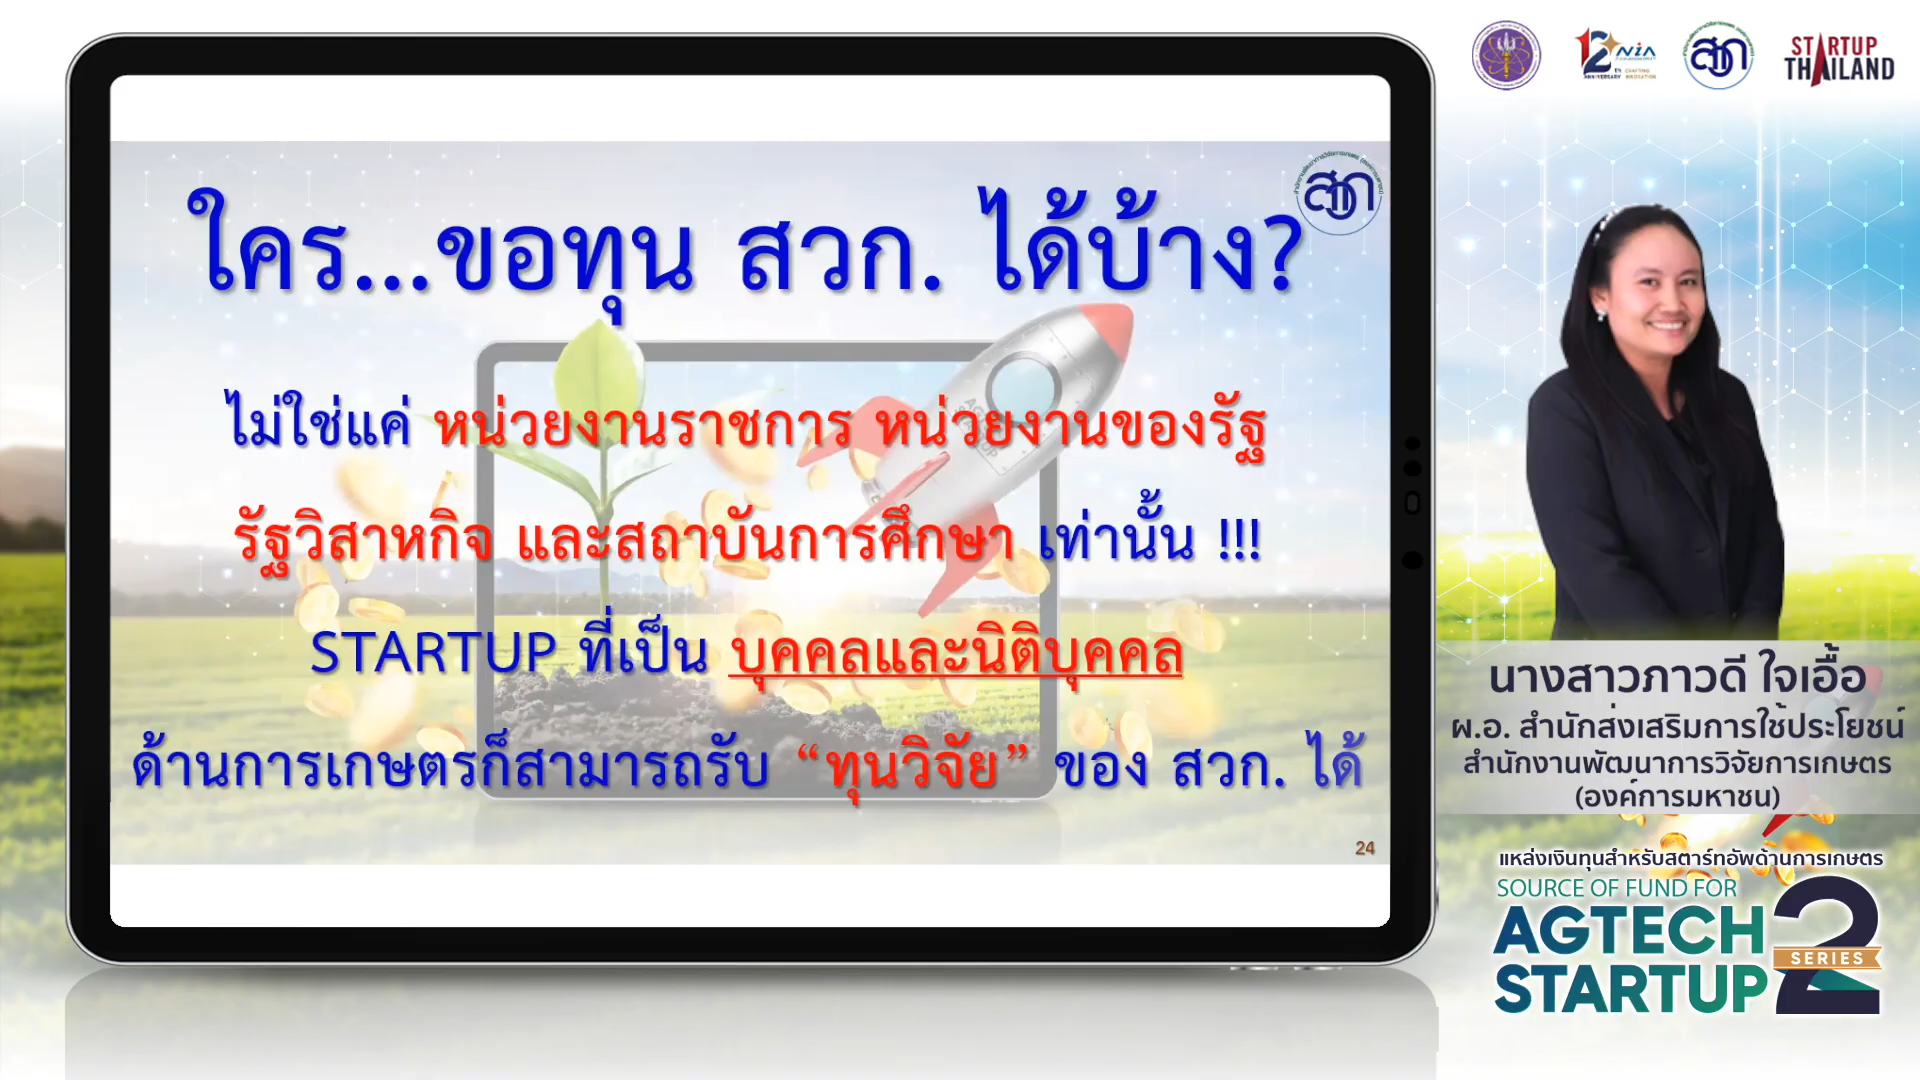 ใคร...ขอทุน สวก. ได้บ้าง?
ไม่ใช่แค่ หน่วยงานราชการ หน่วยงานของรัฐ
รัฐวิสาหกิจ และสถาบันการศึกษา เท่านั้น !!!
STARTUP ที่เป็น บุคคลและนิติบุคคล
ด้านการเกษตรก็สามารถรับ “ทุนวิจัย” ของ สวก. ได้
24
สวก
12 NIA
TH ANNIVERSARY CRAFTING INNOVATION
สวก
STARTUP
THAILAND
นางสาวภาวดี ใจเอื้อ
ผ.อ. สำนักส่งเสริมการใช้ประโยชน์
สำนักงานพัฒนาการวิจัยการเกษตร
(องค์การมหาชน)
แหล่งเงินทุนสำหรับสตาร์ทอัพด้านการเกษตร
SOURCE OF FUND FOR
AGTECH
STARTUP
2
SERIES